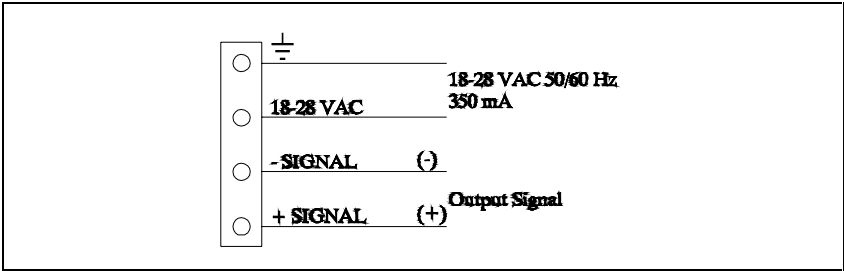 18-28 VAC 50/60 Hz
350 mA
18-28 VAC
- SIGNAL (-)
Output Signal
+ SIGNAL (+)